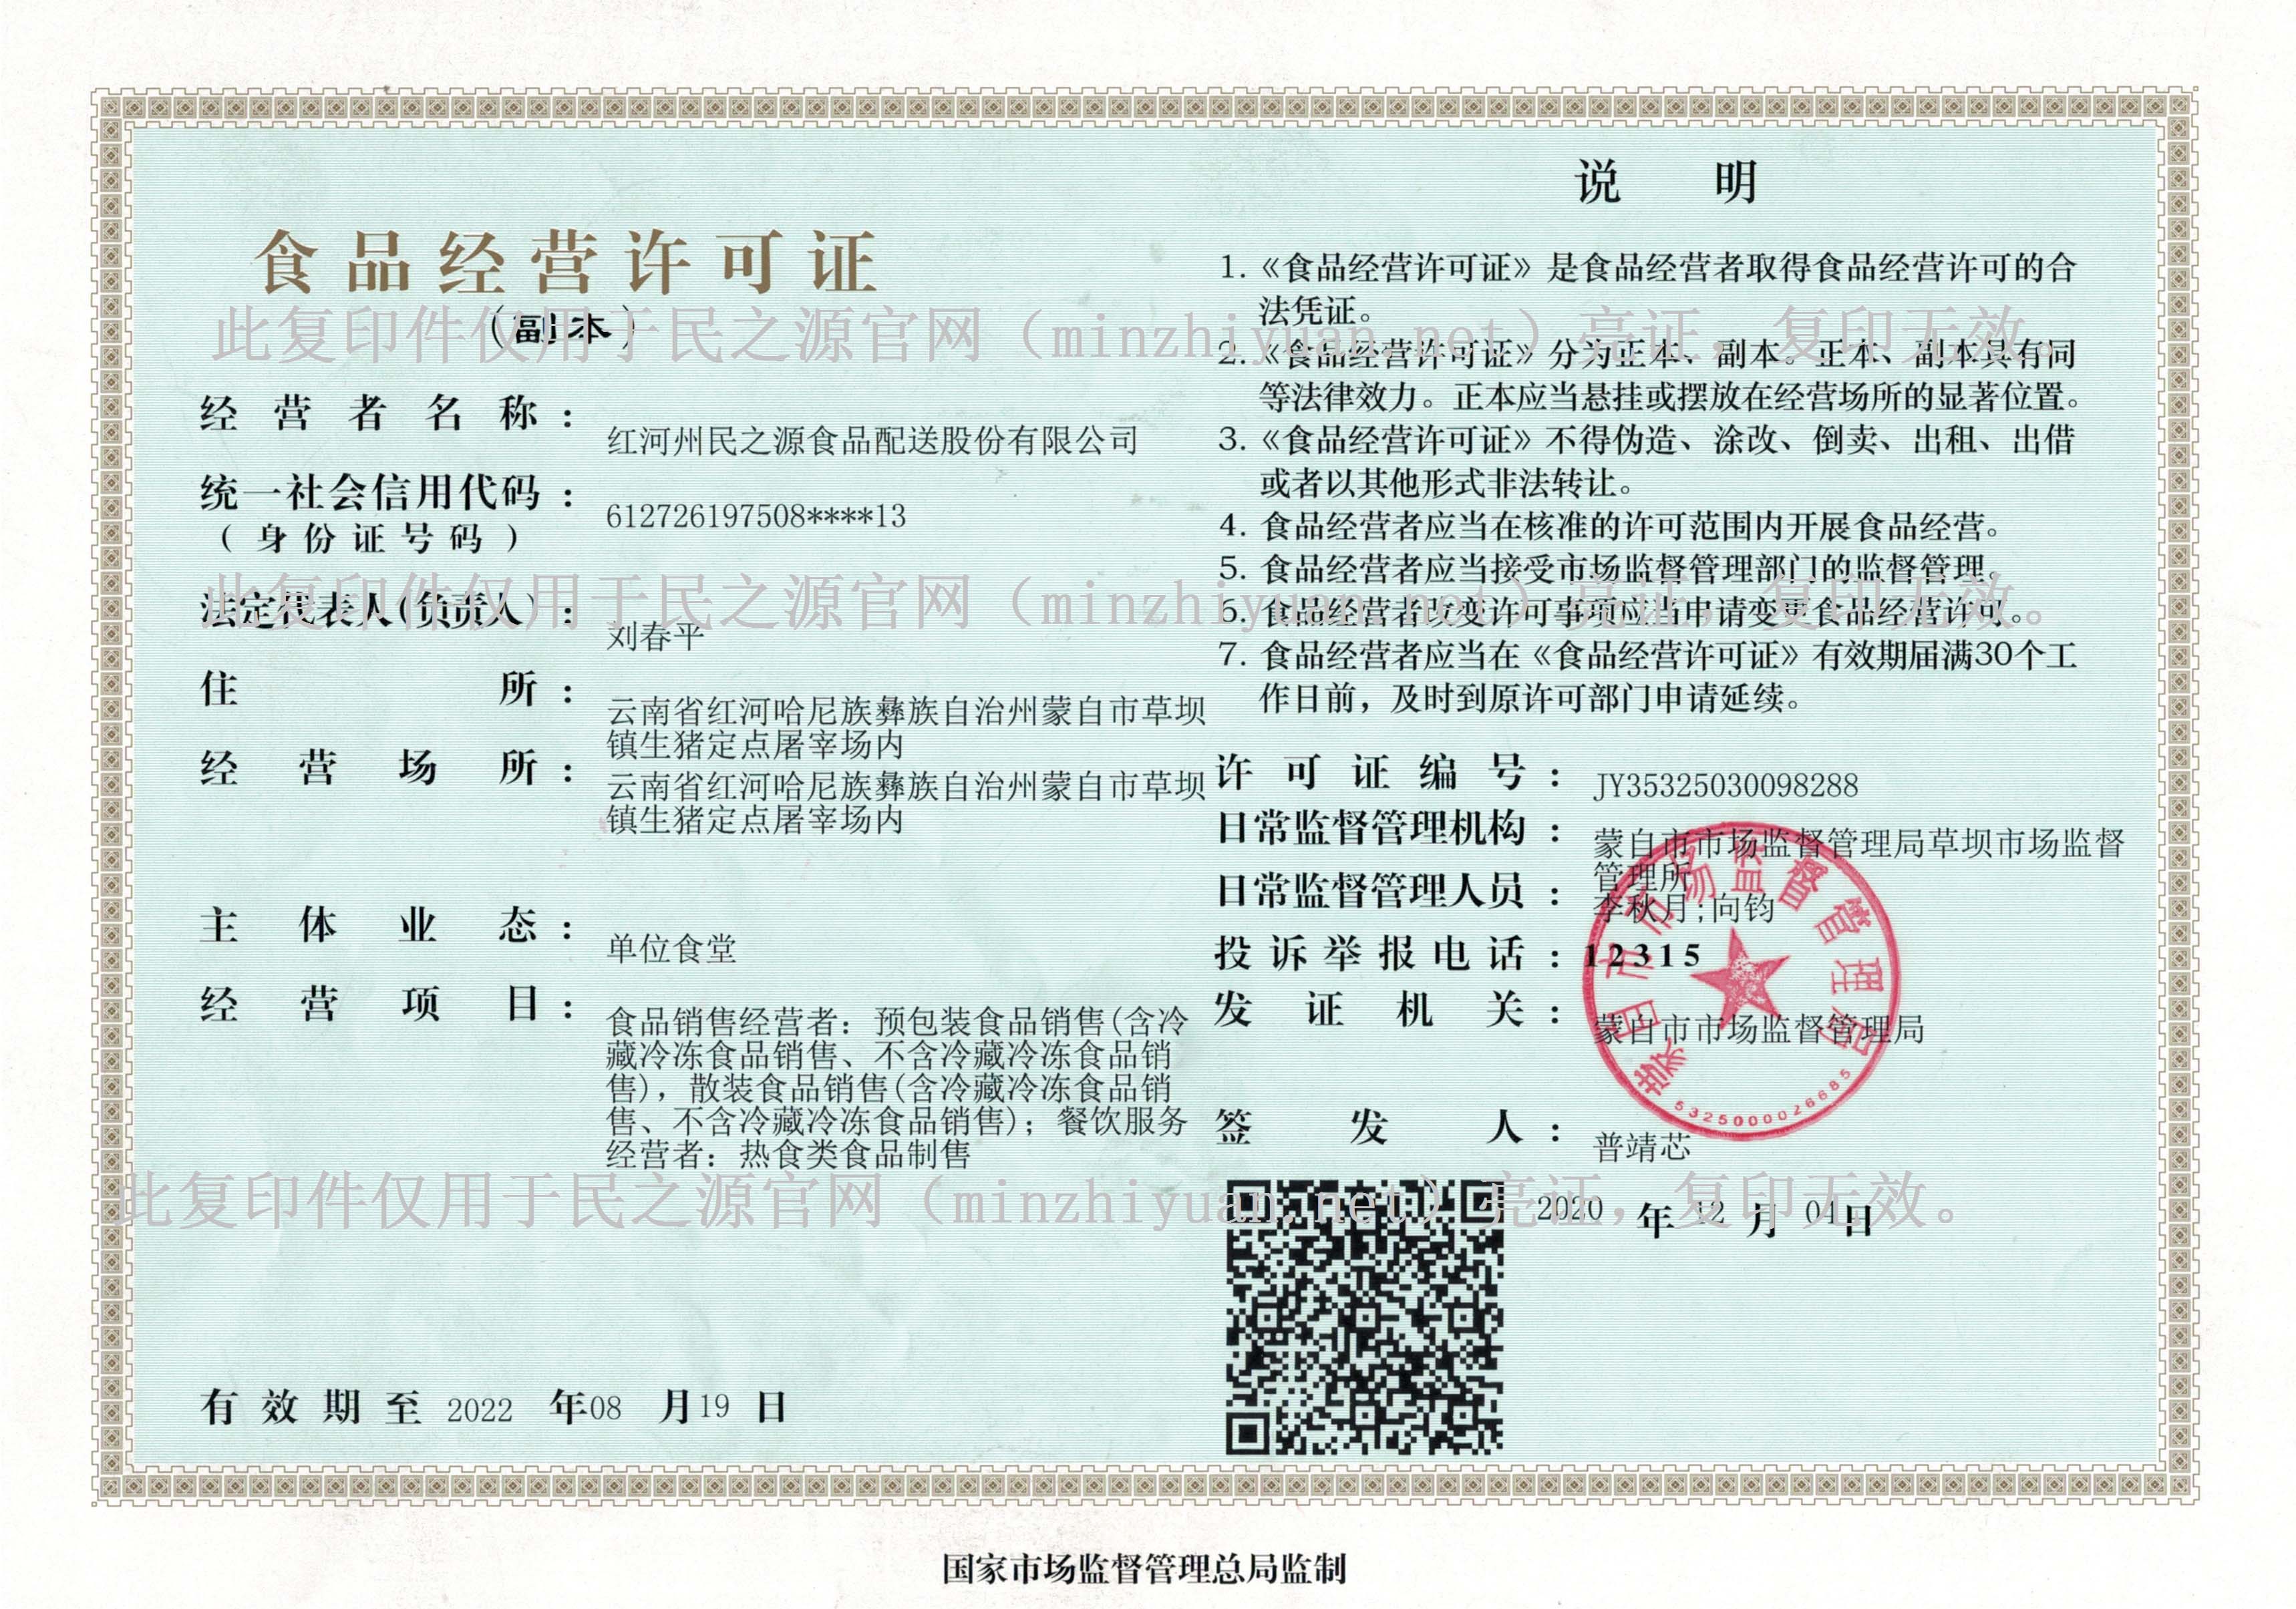 食品经营许可证
（副本）
经营者名称：
红河州民之源食品配送股份有限公司
统一社会信用代码：
（身份证号码）
612726197508****13
法定代表人(负责人)：
刘春平
住所：
云南省红河哈尼族彝族自治州蒙自市草坝
镇生猪定点屠宰场内
经营场所：
云南省红河哈尼族彝族自治州蒙自市草坝
镇生猪定点屠宰场内
主体业态：
单位食堂
经营项目：
食品销售经营者：预包装食品销售(含冷
藏冷冻食品销售、不含冷藏冷冻食品销
售)，散装食品销售(含冷藏冷冻食品销
售、不含冷藏冷冻食品销售)；餐饮服务
经营者：热食类食品制售
有效期至 2022 年08 月19 日
说明
1.《食品经营许可证》是食品经营者取得食品经营许可的合
法凭证。
2.《食品经营许可证》分为正本、副本。正本、副本具有同
等法律效力。正本应当悬挂或摆放在经营场所的显著位置。
3.《食品经营许可证》不得伪造、涂改、倒卖、出租、出借
或者以其他形式非法转让。
4. 食品经营者应当在核准的许可范围内开展食品经营。
5. 食品经营者应当接受市场监督管理部门的监督管理。
6. 食品经营者改变许可事项应当申请变更食品经营许可。
7. 食品经营者应当在《食品经营许可证》有效期届满30个工
作日前，及时到原许可部门申请延续。
许可证编号：
JY35325030098288
日常监督管理机构：
蒙自市市场监督管理局草坝市场监督
管理所
日常监督管理人员：
李秋月;向钧
投诉举报电话：12315
发证机关：
蒙自市市场监督管理局
签发人：
普靖芯
2020 年 12 月 01日
蒙自市市场监督管理局
5325000026685
此复印件仅用于民之源官网（minzhiyuan.net）亮证，复印无效。
此复印件仅用于民之源官网（minzhiyuan.net）亮证，复印无效。
此复印件仅用于民之源官网（minzhiyuan.net）亮证，复印无效。
国家市场监督管理总局监制